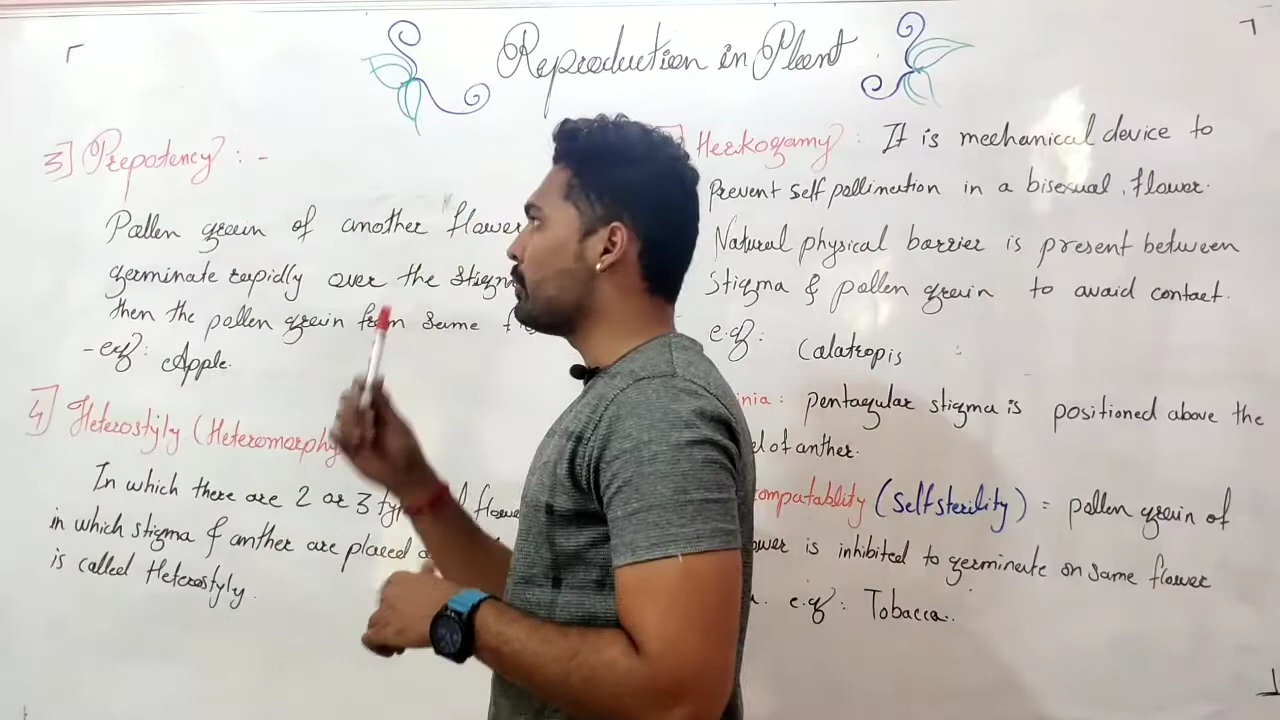 Reproduction in Plant
3] Prepotency : -
Pollen grain of another flower
germinate rapidly over the
then the pollen grain from same
- eg : Apple.
4] Heterostyly (Heteromorphy
In which there are 2 or 3
in which stigma & anther are placed
is called Heterostyly.
Herkogamy : It is mechanical device to
prevent self pollination in a bisexual flower.
Natural physical barrier is present between
stigma & pollen grain to avoid contact.
e.g : Calatropis
pentagular stigma is positioned above the
of anther.
(Self sterility) = pollen grain of
is inhibited to germinate on same flower
e.g : Tobacco.